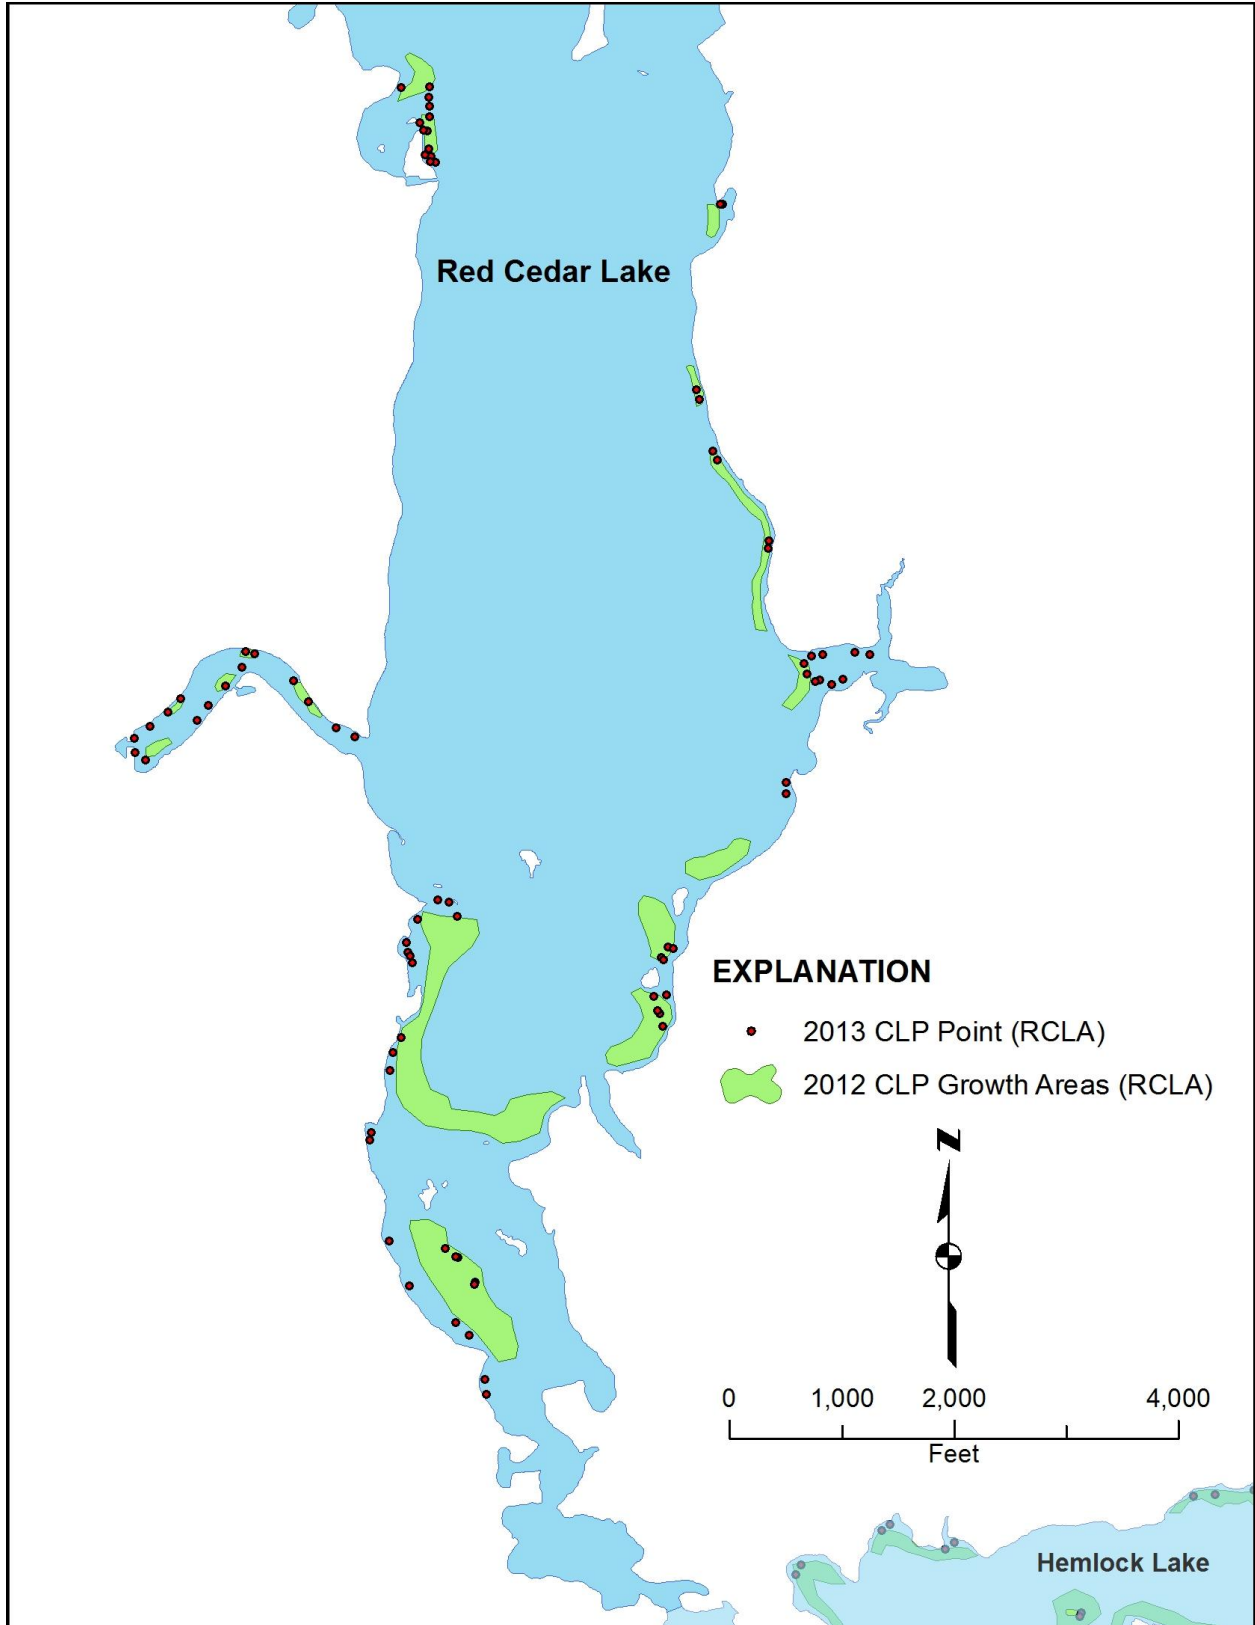 Red Cedar Lake
EXPLANATION
2013 CLP Point (RCLA)
2012 CLP Growth Areas (RCLA)
N
0 1,000 2,000 4,000
Feet
Hemlock Lake